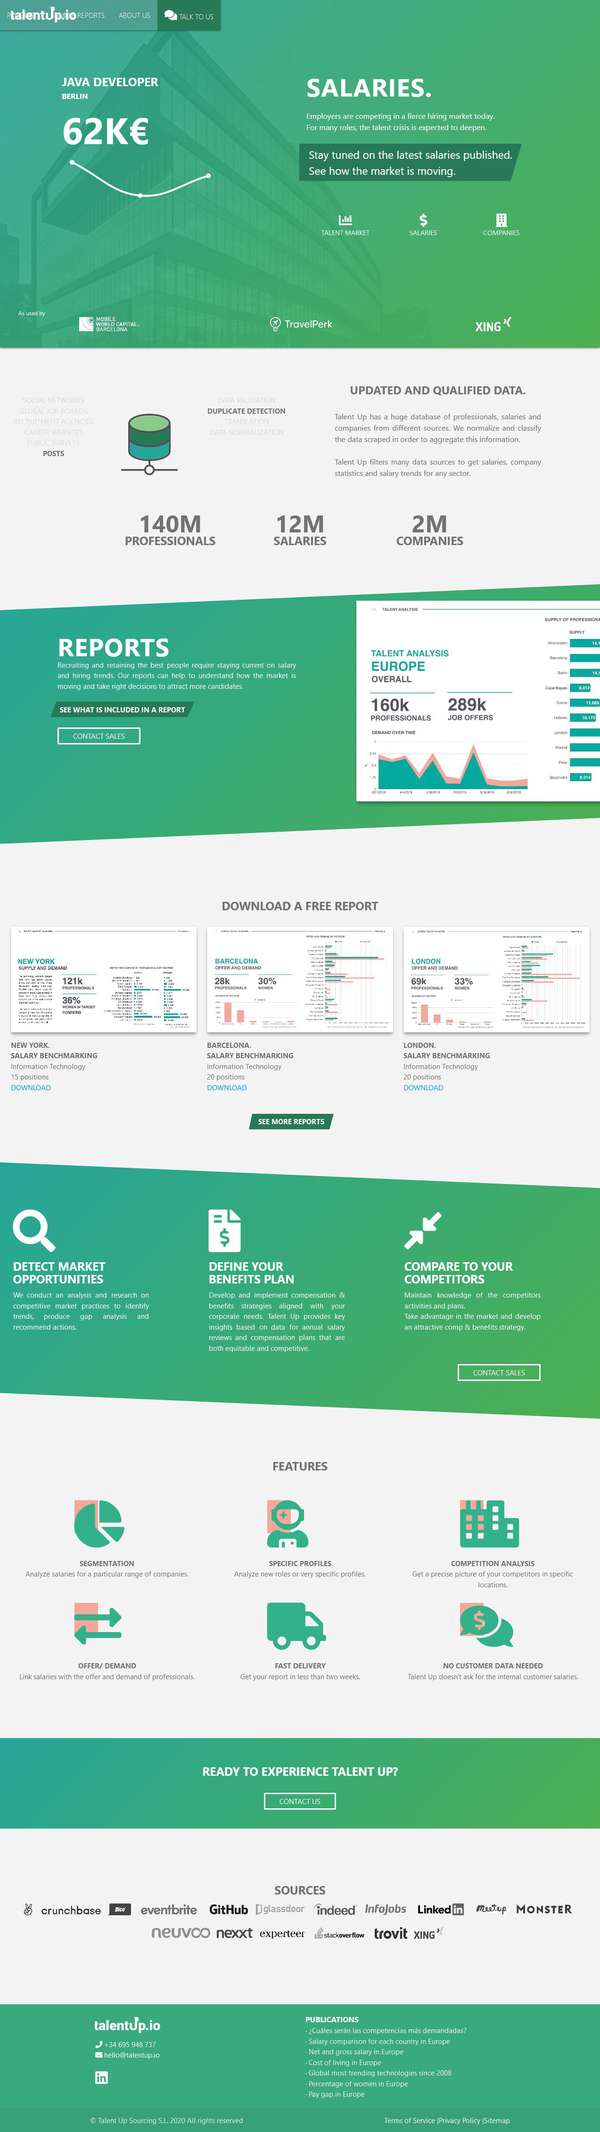 talentUp.io
REPORTS
ABOUT US
TALK TO US
JAVA DEVELOPER
BERLIN
62K€
SALARIES.
Employers are competing in a fierce hiring market today.
For many roles, the talent crisis is expected to deepen.
Stay tuned on the latest salaries published.
See how the market is moving.
TALENT MARKET
SALARIES
COMPANIES
As used by
MOBILE
WORLD CAPITAL.
BARCELONA
TravelPerk
XING
SOCIAL NETWORKS
GLOBAL JOB BOARDS
RECRUITMENT AGENCIES
CAREER WEBSITES
PUBLIC SURVEYS
POSTS
DATA VALIDATION
DUPLICATE DETECTION
TRANSLATION
DATA NORMALIZATION
UPDATED AND QUALIFIED DATA.
Talent Up has a huge database of professionals, salaries and
companies from different sources. We normalize and classify
the data scraped in order to aggregate this information.
Talent Up filters many data sources to get salaries, company
statistics and salary trends for any sector.
140M
PROFESSIONALS
12M
SALARIES
2M
COMPANIES
REPORTS
Recruiting and retaining the best people require staying current on salary
and hiring trends. Our reports can help to understand how the market is
moving and take right decisions to attract more candidates.
SEE WHAT IS INCLUDED IN A REPORT
CONTACT SALES
TALENT ANALYSIS
SUPPLY OF PROFESSIONA
SUPPLY
TALENT ANALYSIS
EUROPE
OVERALL
160k
PROFESSIONALS
289k
JOB OFFERS
DEMAND OVER TIME
Barcelona
Berlin
Copenhagen
Dublin
Lisbon
London
Madrid
Paris
Stockholm
DOWNLOAD A FREE REPORT
NEW YORK
SUPPLY AND DEMAND
121k
PROFESSIONALS
36%
WOMEN IN TARGET
FUNCTIONS
BARCELONA
OFFER AND DEMAND
28k
PROFESSIONALS
30%
WOMEN
LONDON
OFFER AND DEMAND
69k
PROFESSIONALS
33%
WOMEN
NEW YORK.
SALARY BENCHMARKING
Information Technology
15 positions
DOWNLOAD
BARCELONA.
SALARY BENCHMARKING
Information Technology
20 positions
DOWNLOAD
LONDON.
SALARY BENCHMARKING
Information Technology
20 positions
DOWNLOAD
SEE MORE REPORTS
DETECT MARKET
OPPORTUNITIES
We conduct an analysis and research on
competitive market practices to identify
trends, produce gap analysis and
recommend actions.
DEFINE YOUR
BENEFITS PLAN
Develop and implement compensation &
benefits strategies aligned with your
corporate needs. Talent Up provides key
insights based on data for annual salary
reviews and compensation plans that are
both equitable and competitive.
COMPARE TO YOUR
COMPETITORS
Maintain knowledge of the competitors
activities and plans.
Take advantage in the market and develop
an attractive comp & benefits strategy.
CONTACT SALES
FEATURES
SEGMENTATION
Analyze salaries for a particular range of companies.
SPECIFIC PROFILES
Analyze new roles or very specific profiles.
COMPETITION ANALYSIS
Get a precise picture of your competitors in specific
locations.
OFFER/ DEMAND
Link salaries with the offer and demand of professionals.
FAST DELIVERY
Get your report in less than two weeks.
NO CUSTOMER DATA NEEDED
Talent Up doesn't ask for the internal customer salaries.
READY TO EXPERIENCE TALENT UP?
CONTACT US
SOURCES
crunchbase
Dice
eventbrite
GitHub
glassdoor
indeed
InfoJobs
Linkedin
meetup
MONSTER
neuvoo
nexxt
experteer
stackoverflow
trovit
XING
talentUp.io
+34 695 948 737
hello@talentup.io
PUBLICATIONS
- ¿Cuáles serán las competencias más demandadas?
- Salary comparison for each country in Europe
- Net and gross salary in Europe
- Cost of living in Europe
- Global most trending technologies since 2008
- Percentage of women in Europe
- Pay gap in Europe
© Talent Up Sourcing S.L. 2020 All rights reserved
Terms of Service |Privacy Policy |Sitemap